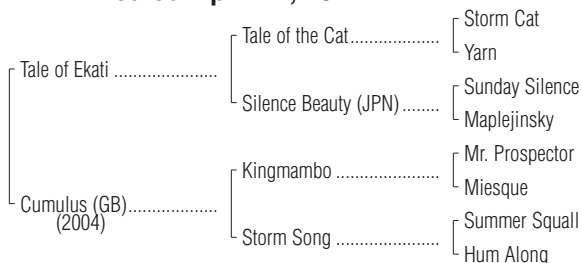 Storm Cat
Tale of the Cat
Yarn
Tale of Ekati
Sunday Silence
Silence Beauty (JPN)
Maplejinsky
Mr. Prospector
Kingmambo
Miesque
Cumulus (GB)
(2004)
Summer Squall
Storm Song
Hum Along